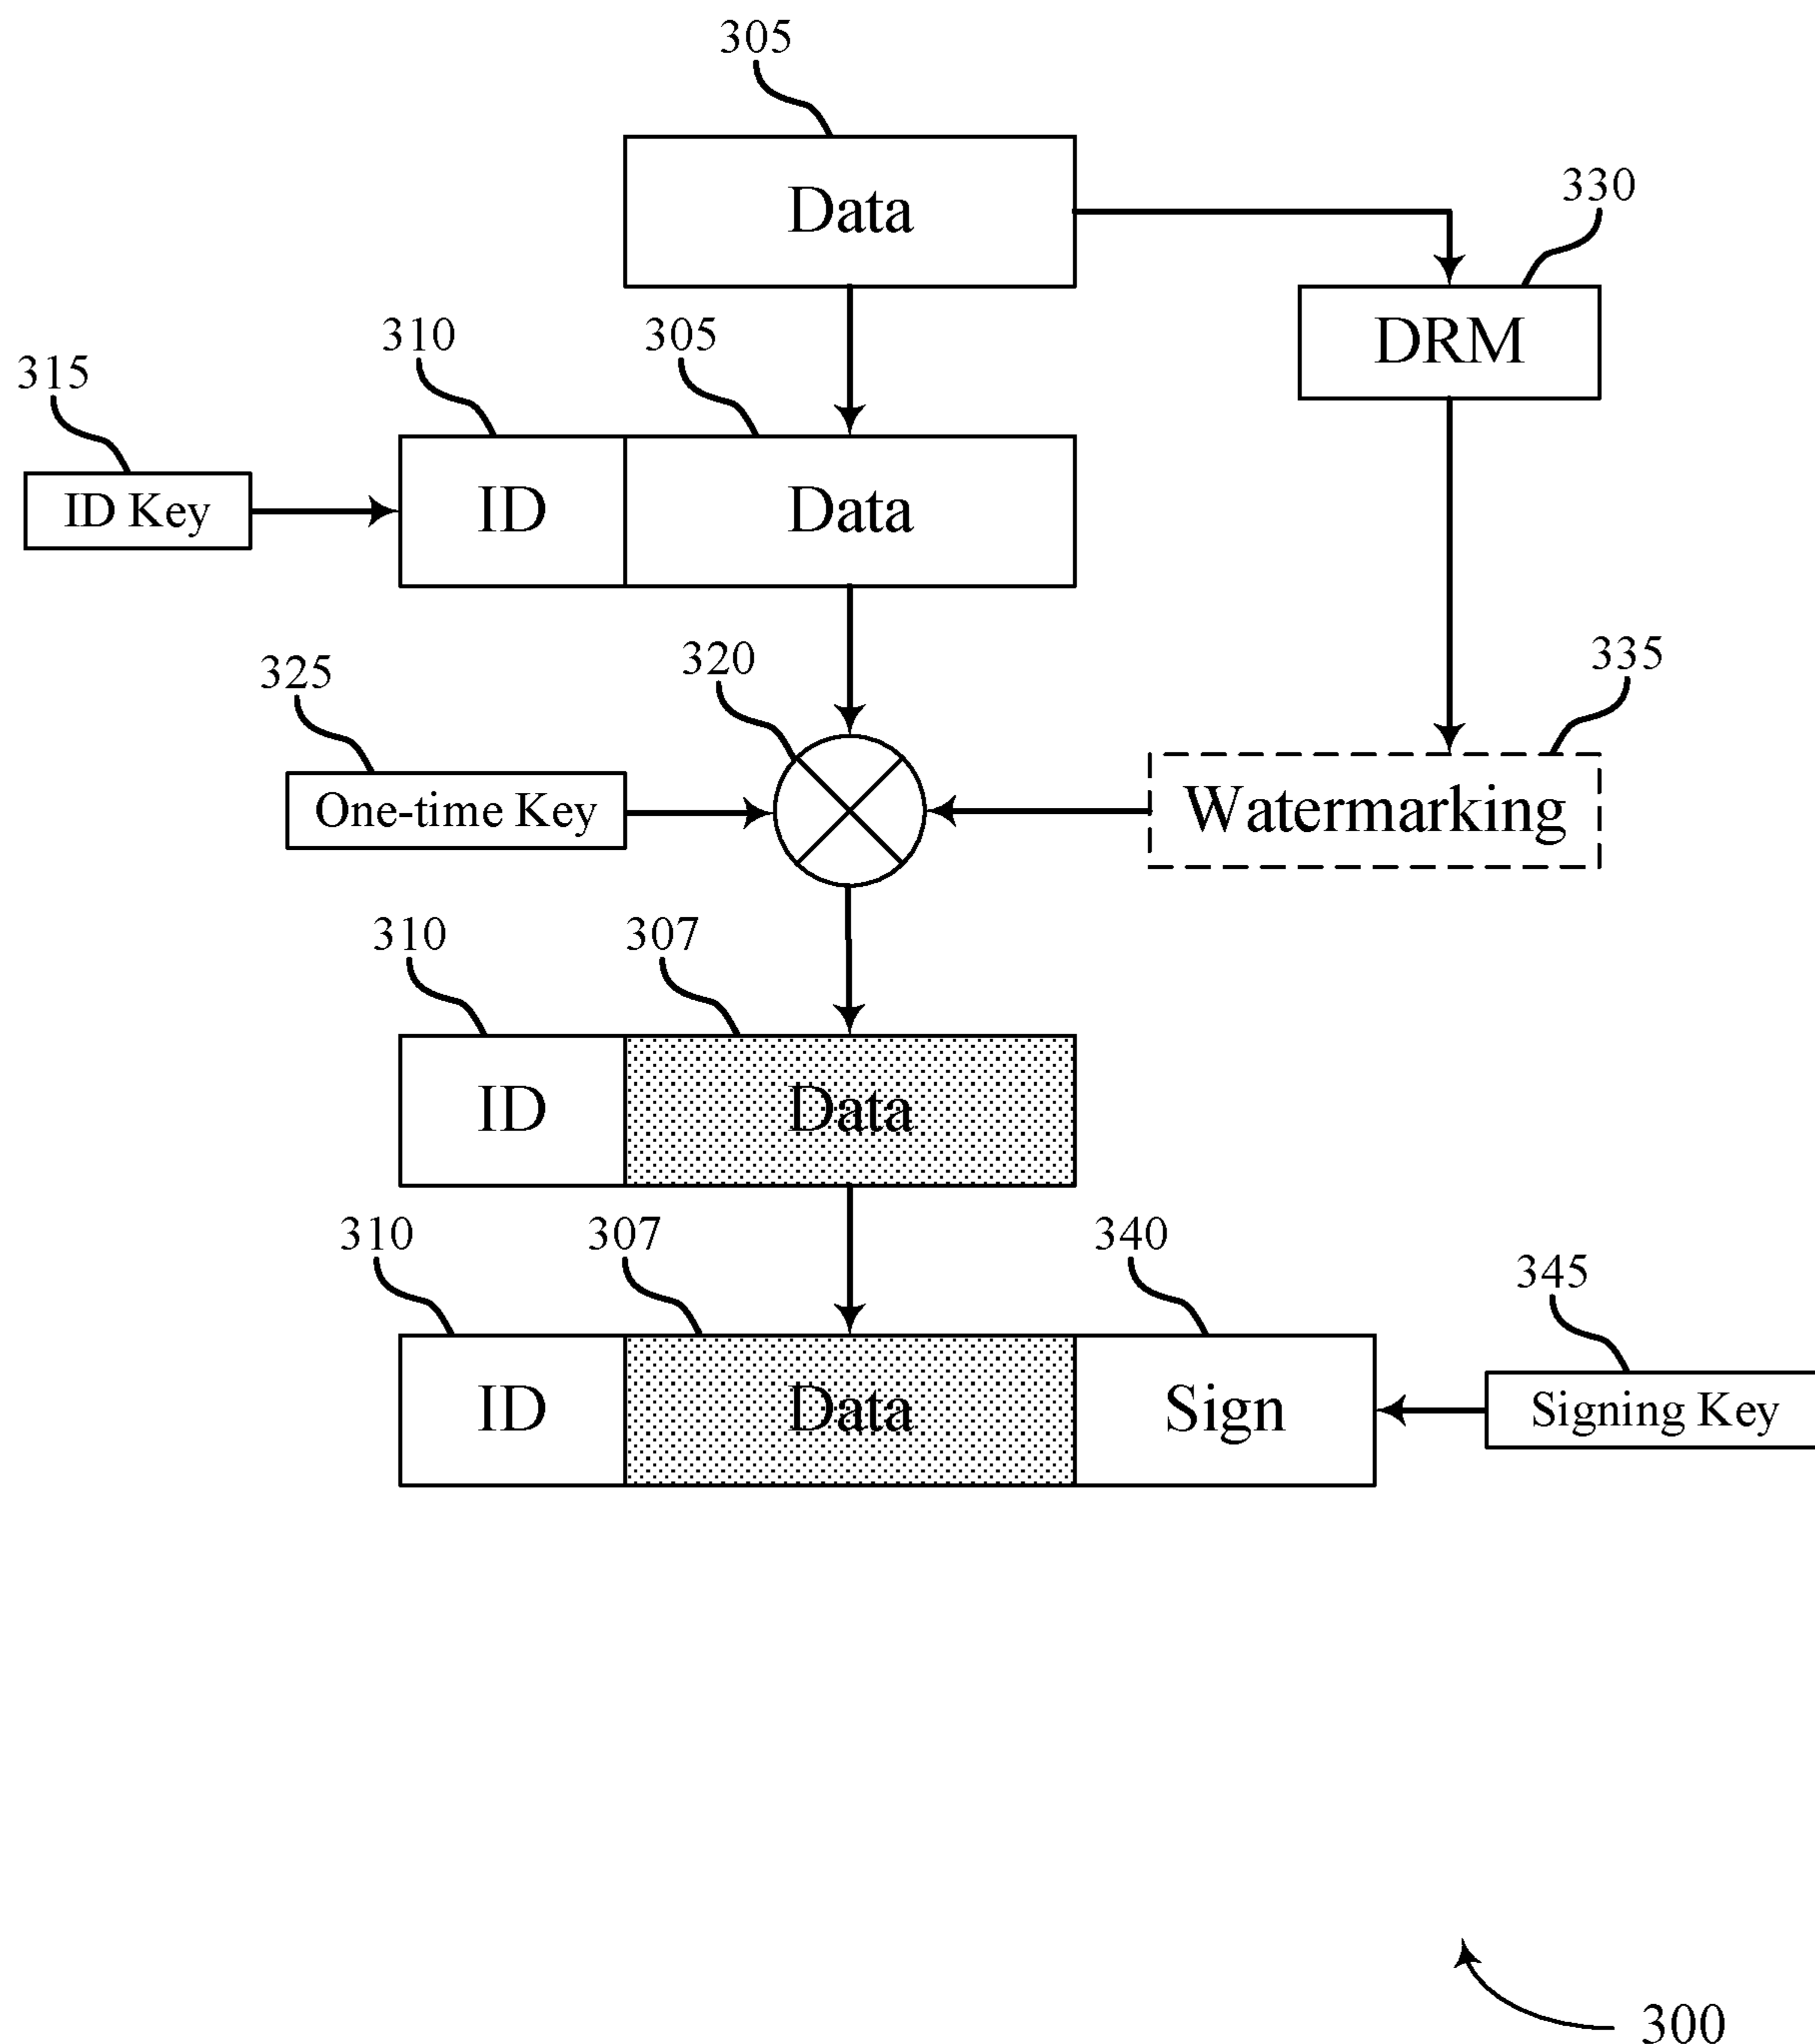 305
Data
330
DRM
310 305
315
ID Key
ID Data
320
325
335
One-time Key
Watermarking
310 307
ID Data
310 307 340
345
ID Data Sign
Signing Key
300